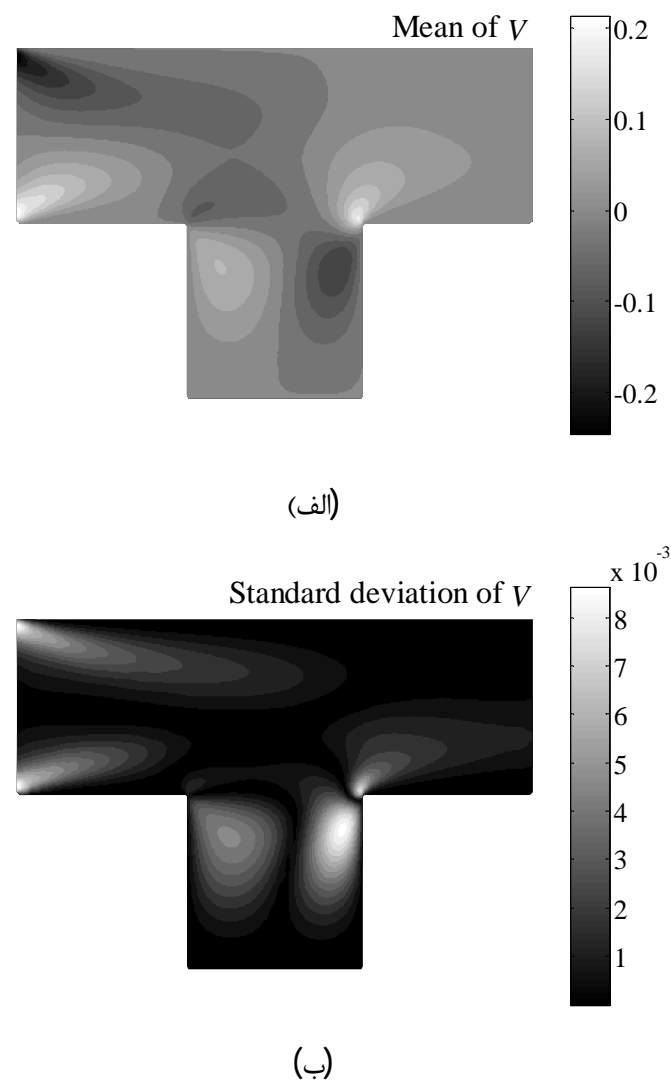 Mean of V
0.2
0.1
0
-0.1
-0.2
(الف)
x 10-3
Standard deviation of V
8
7
6
5
4
3
2
1
(ب)